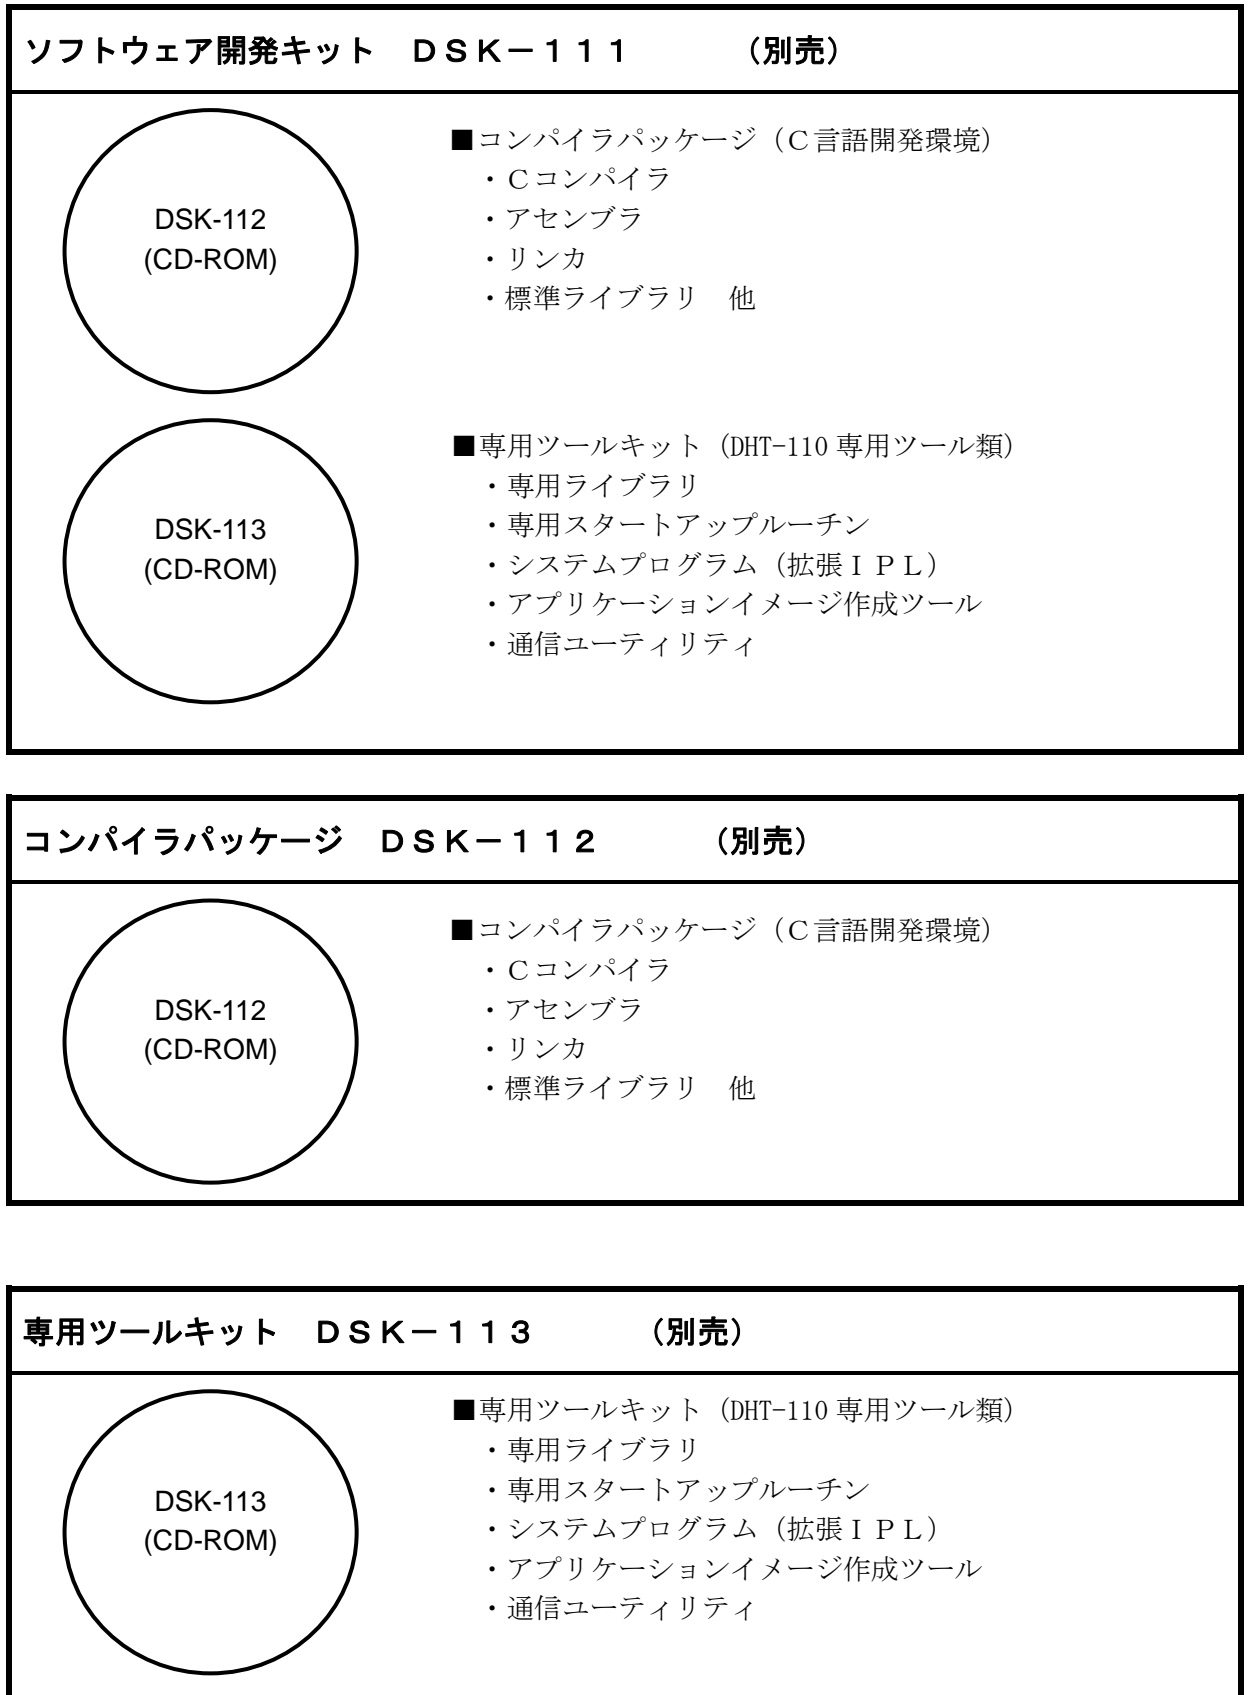 ソフトウェア開発キット　ＤＳＫ－１１１　　　（別売）
DSK-112
(CD-ROM)
■コンパイラパッケージ（Ｃ言語開発環境）
・Ｃコンパイラ
・アセンブラ
・リンカ
・標準ライブラリ　他
DSK-113
(CD-ROM)
■専用ツールキット（DHT-110 専用ツール類）
・専用ライブラリ
・専用スタートアップルーチン
・システムプログラム（拡張ＩＰＬ）
・アプリケーションイメージ作成ツール
・通信ユーティリティ
コンパイラパッケージ　ＤＳＫ－１１２　　　（別売）
DSK-112
(CD-ROM)
■コンパイラパッケージ（Ｃ言語開発環境）
・Ｃコンパイラ
・アセンブラ
・リンカ
・標準ライブラリ　他
専用ツールキット　ＤＳＫ－１１３　　　（別売）
DSK-113
(CD-ROM)
■専用ツールキット（DHT-110 専用ツール類）
・専用ライブラリ
・専用スタートアップルーチン
・システムプログラム（拡張ＩＰＬ）
・アプリケーションイメージ作成ツール
・通信ユーティリティ